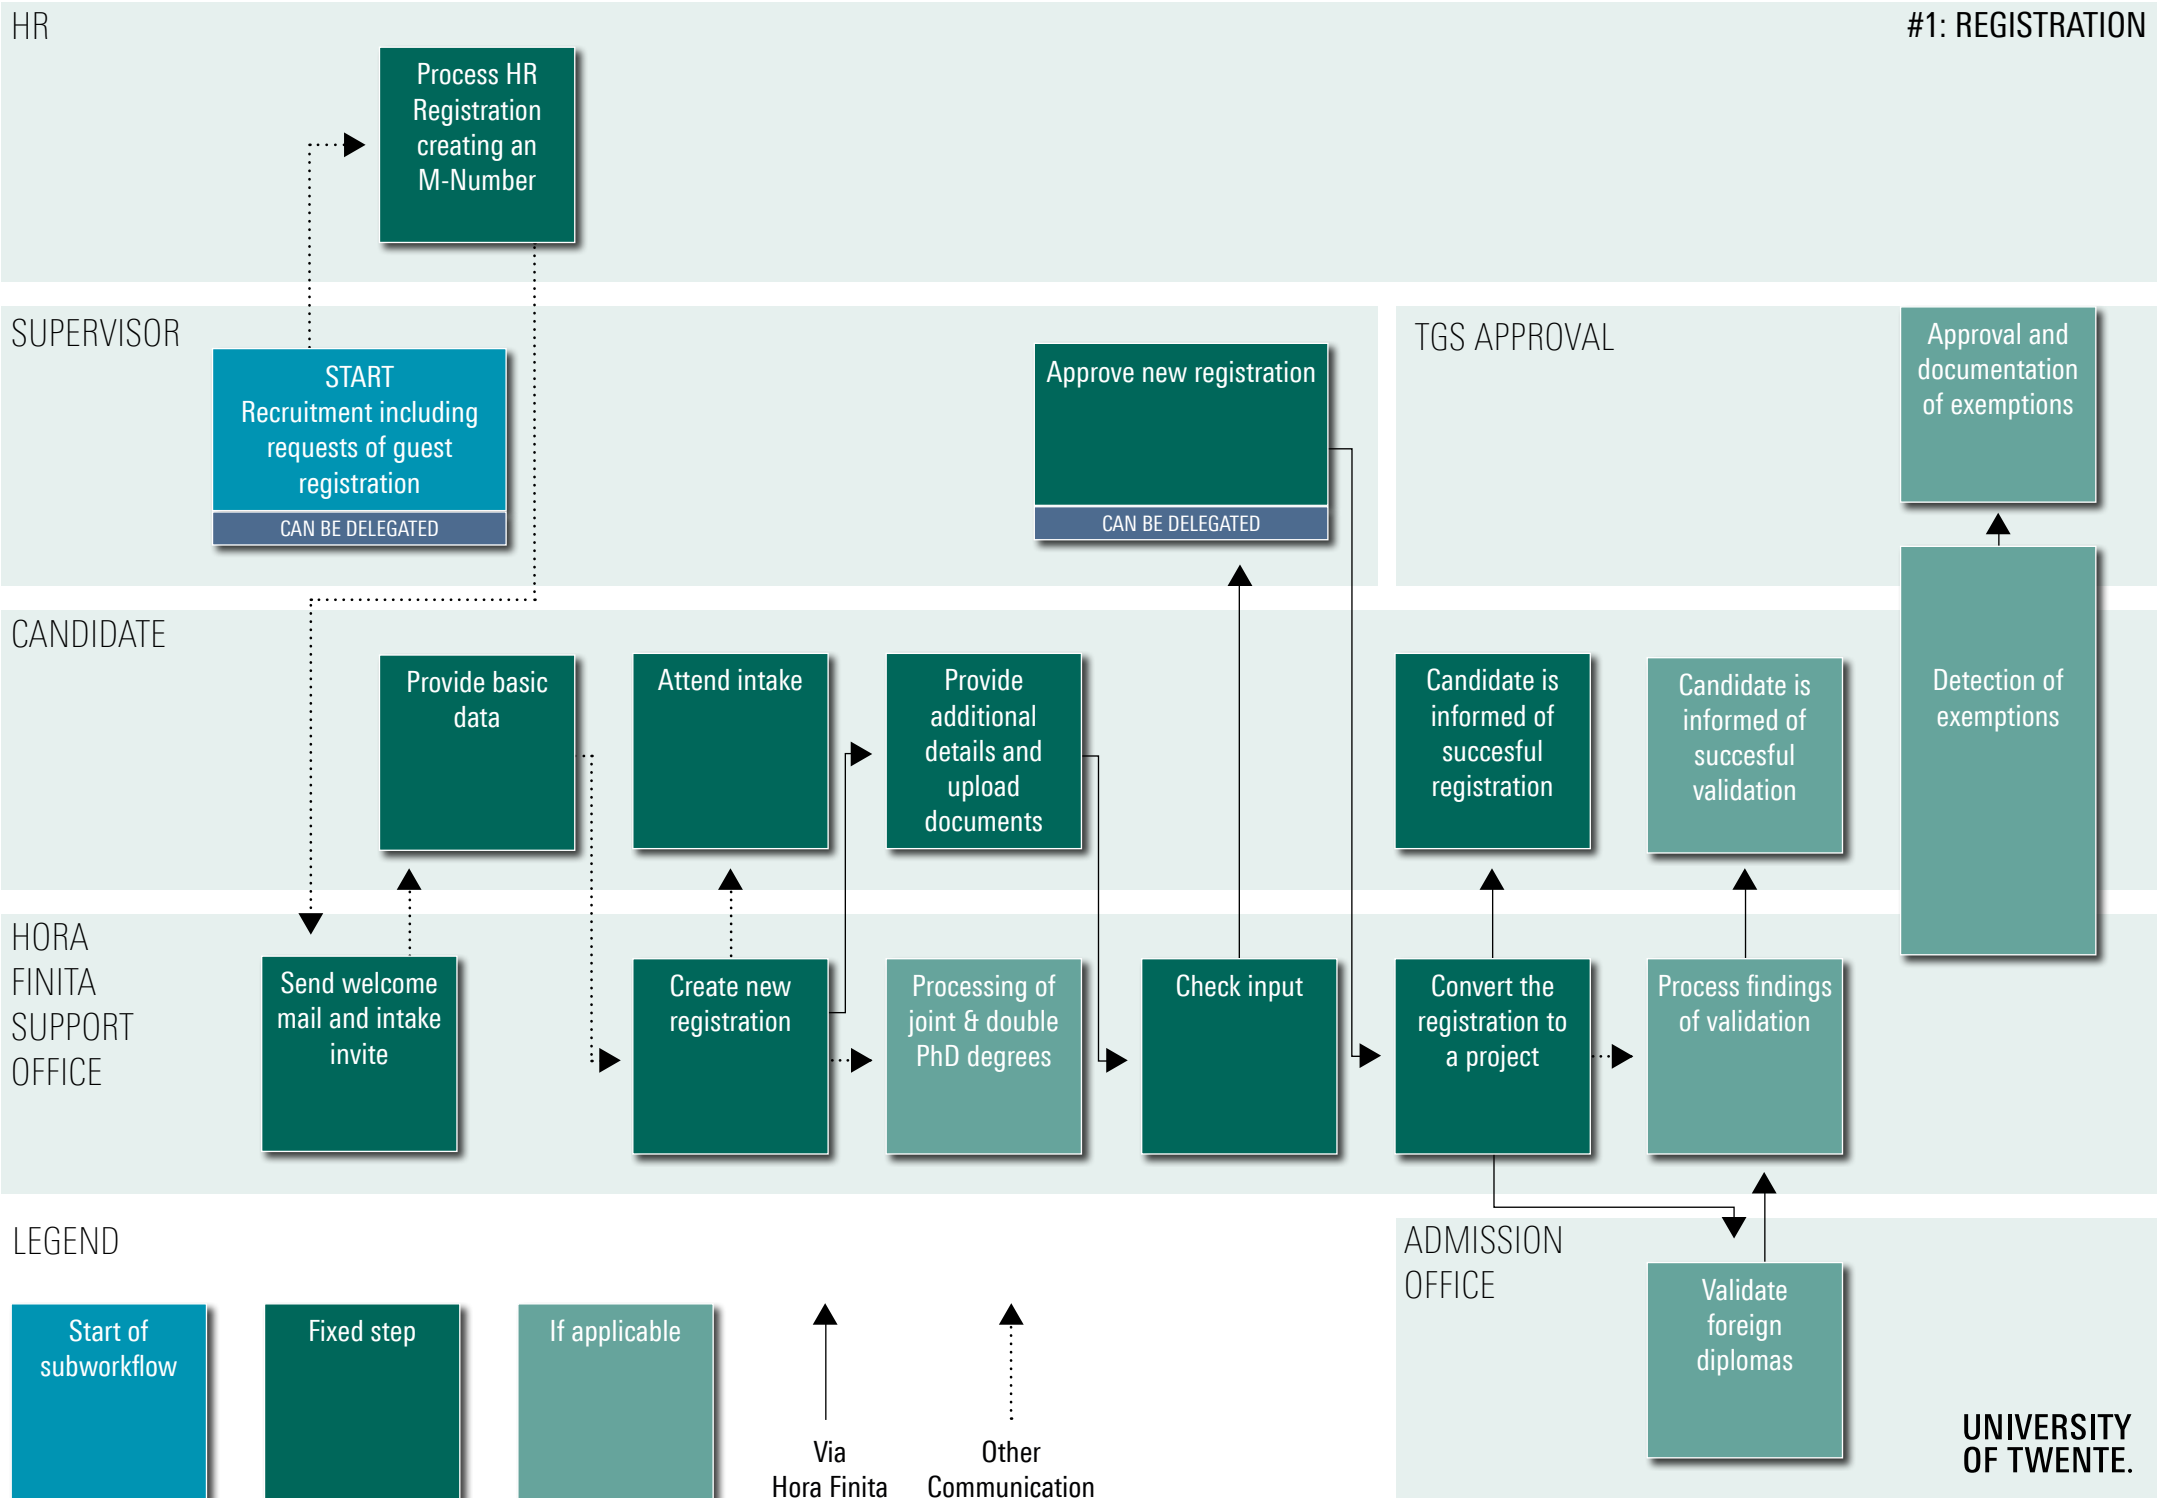 HR
#1: REGISTRATION
Process HR
Registration
creating an
M-Number
SUPERVISOR
START
Recruitment including
requests of guest
registration
CAN BE DELEGATED
Approve new registration
CAN BE DELEGATED
TGS APPROVAL
Approval and
documentation
of exemptions
CANDIDATE
Provide basic
data
Attend intake
Provide
additional
details and
upload
documents
Candidate is
informed of
succesful
registration
Candidate is
informed of
succesful
validation
Detection of
exemptions
HORA
FINITA
SUPPORT
OFFICE
Send welcome
mail and intake
invite
Create new
registration
Processing of
joint & double
PhD degrees
Check input
Convert the
registration to
a project
Process findings
of validation
LEGEND
Start of
subworkflow
Fixed step
If applicable
Via
Hora Finita
Other
Communication
ADMISSION
OFFICE
Validate
foreign
diplomas
UNIVERSITY
OF TWENTE.